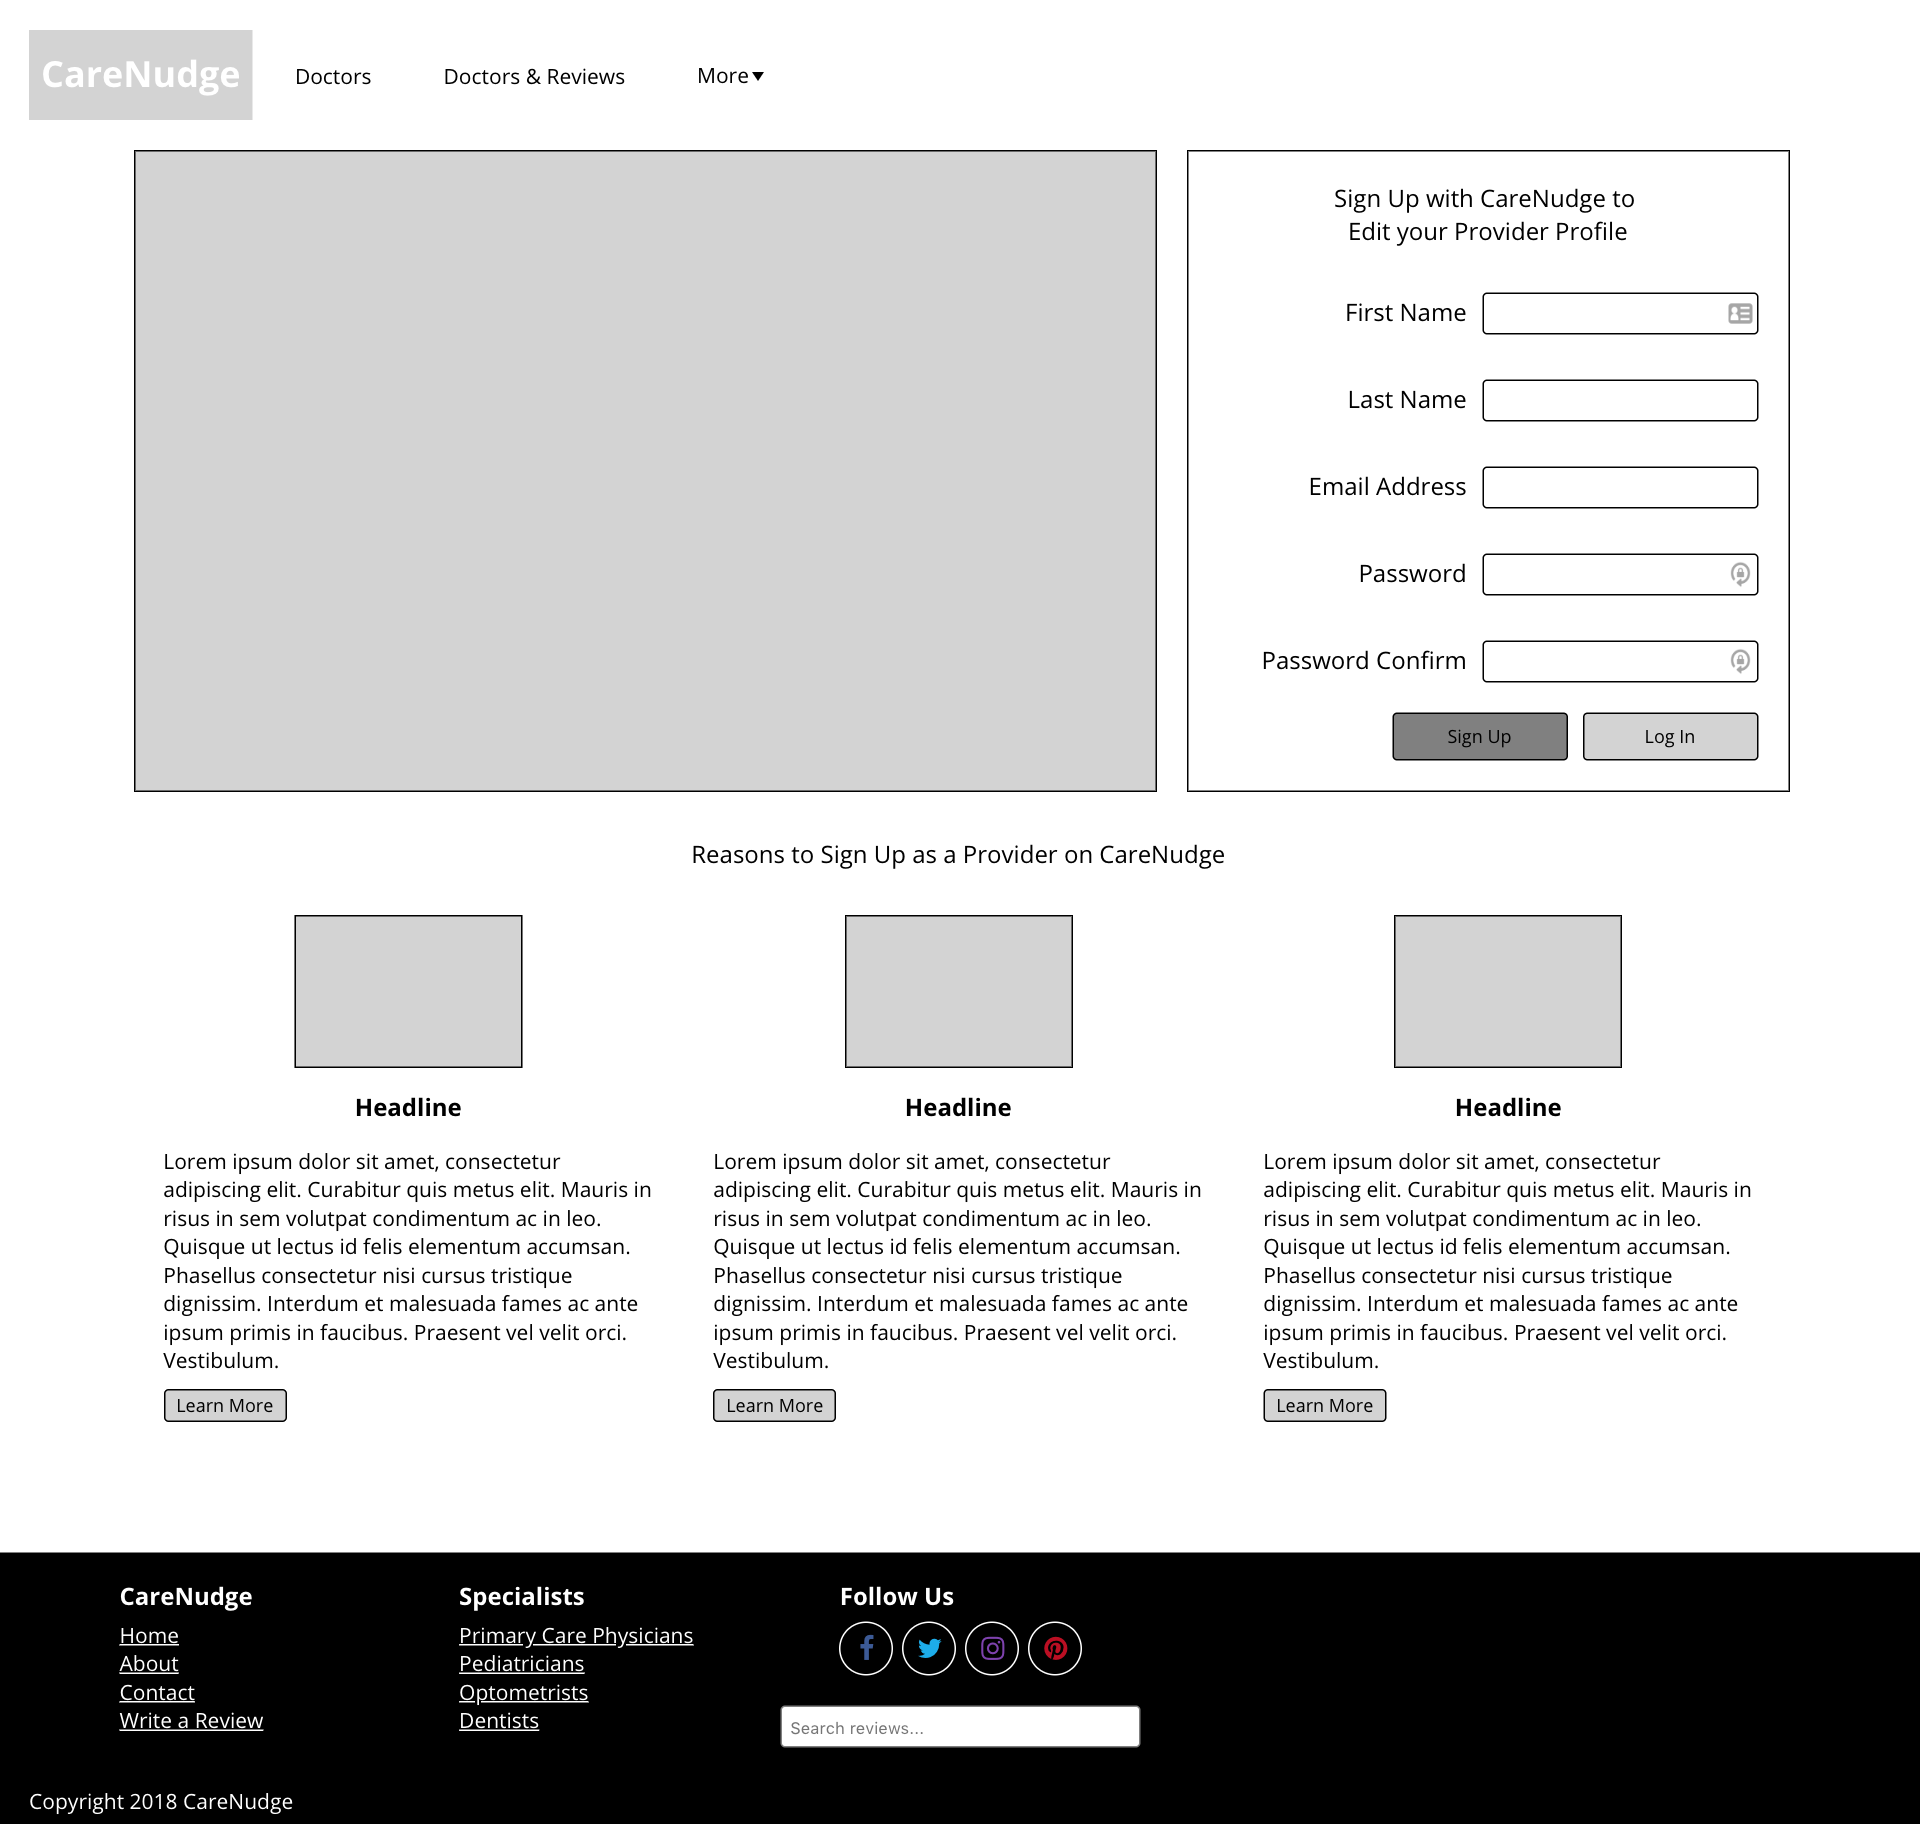 CareNudge
Doctors
Doctors & Reviews
More
Sign Up with CareNudge to
Edit your Provider Profile
First Name
Last Name
Email Address
Password
Password Confirm
Sign Up
Log In
Reasons to Sign Up as a Provider on CareNudge
Headline
Lorem ipsum dolor sit amet, consectetur
adipiscing elit. Curabitur quis metus elit. Mauris in
risus in sem volutpat condimentum ac in leo.
Quisque ut lectus id felis elementum accumsan.
Phasellus consectetur nisi cursus tristique
dignissim. Interdum et malesuada fames ac ante
ipsum primis in faucibus. Praesent vel velit orci.
Vestibulum.
Learn More
Headline
Lorem ipsum dolor sit amet, consectetur
adipiscing elit. Curabitur quis metus elit. Mauris in
risus in sem volutpat condimentum ac in leo.
Quisque ut lectus id felis elementum accumsan.
Phasellus consectetur nisi cursus tristique
dignissim. Interdum et malesuada fames ac ante
ipsum primis in faucibus. Praesent vel velit orci.
Vestibulum.
Learn More
Headline
Lorem ipsum dolor sit amet, consectetur
adipiscing elit. Curabitur quis metus elit. Mauris in
risus in sem volutpat condimentum ac in leo.
Quisque ut lectus id felis elementum accumsan.
Phasellus consectetur nisi cursus tristique
dignissim. Interdum et malesuada fames ac ante
ipsum primis in faucibus. Praesent vel velit orci.
Vestibulum.
Learn More
CareNudge
Home
About
Contact
Write a Review
Specialists
Primary Care Physicians
Pediatricians
Optometrists
Dentists
Follow Us
Search reviews...
Copyright 2018 CareNudge